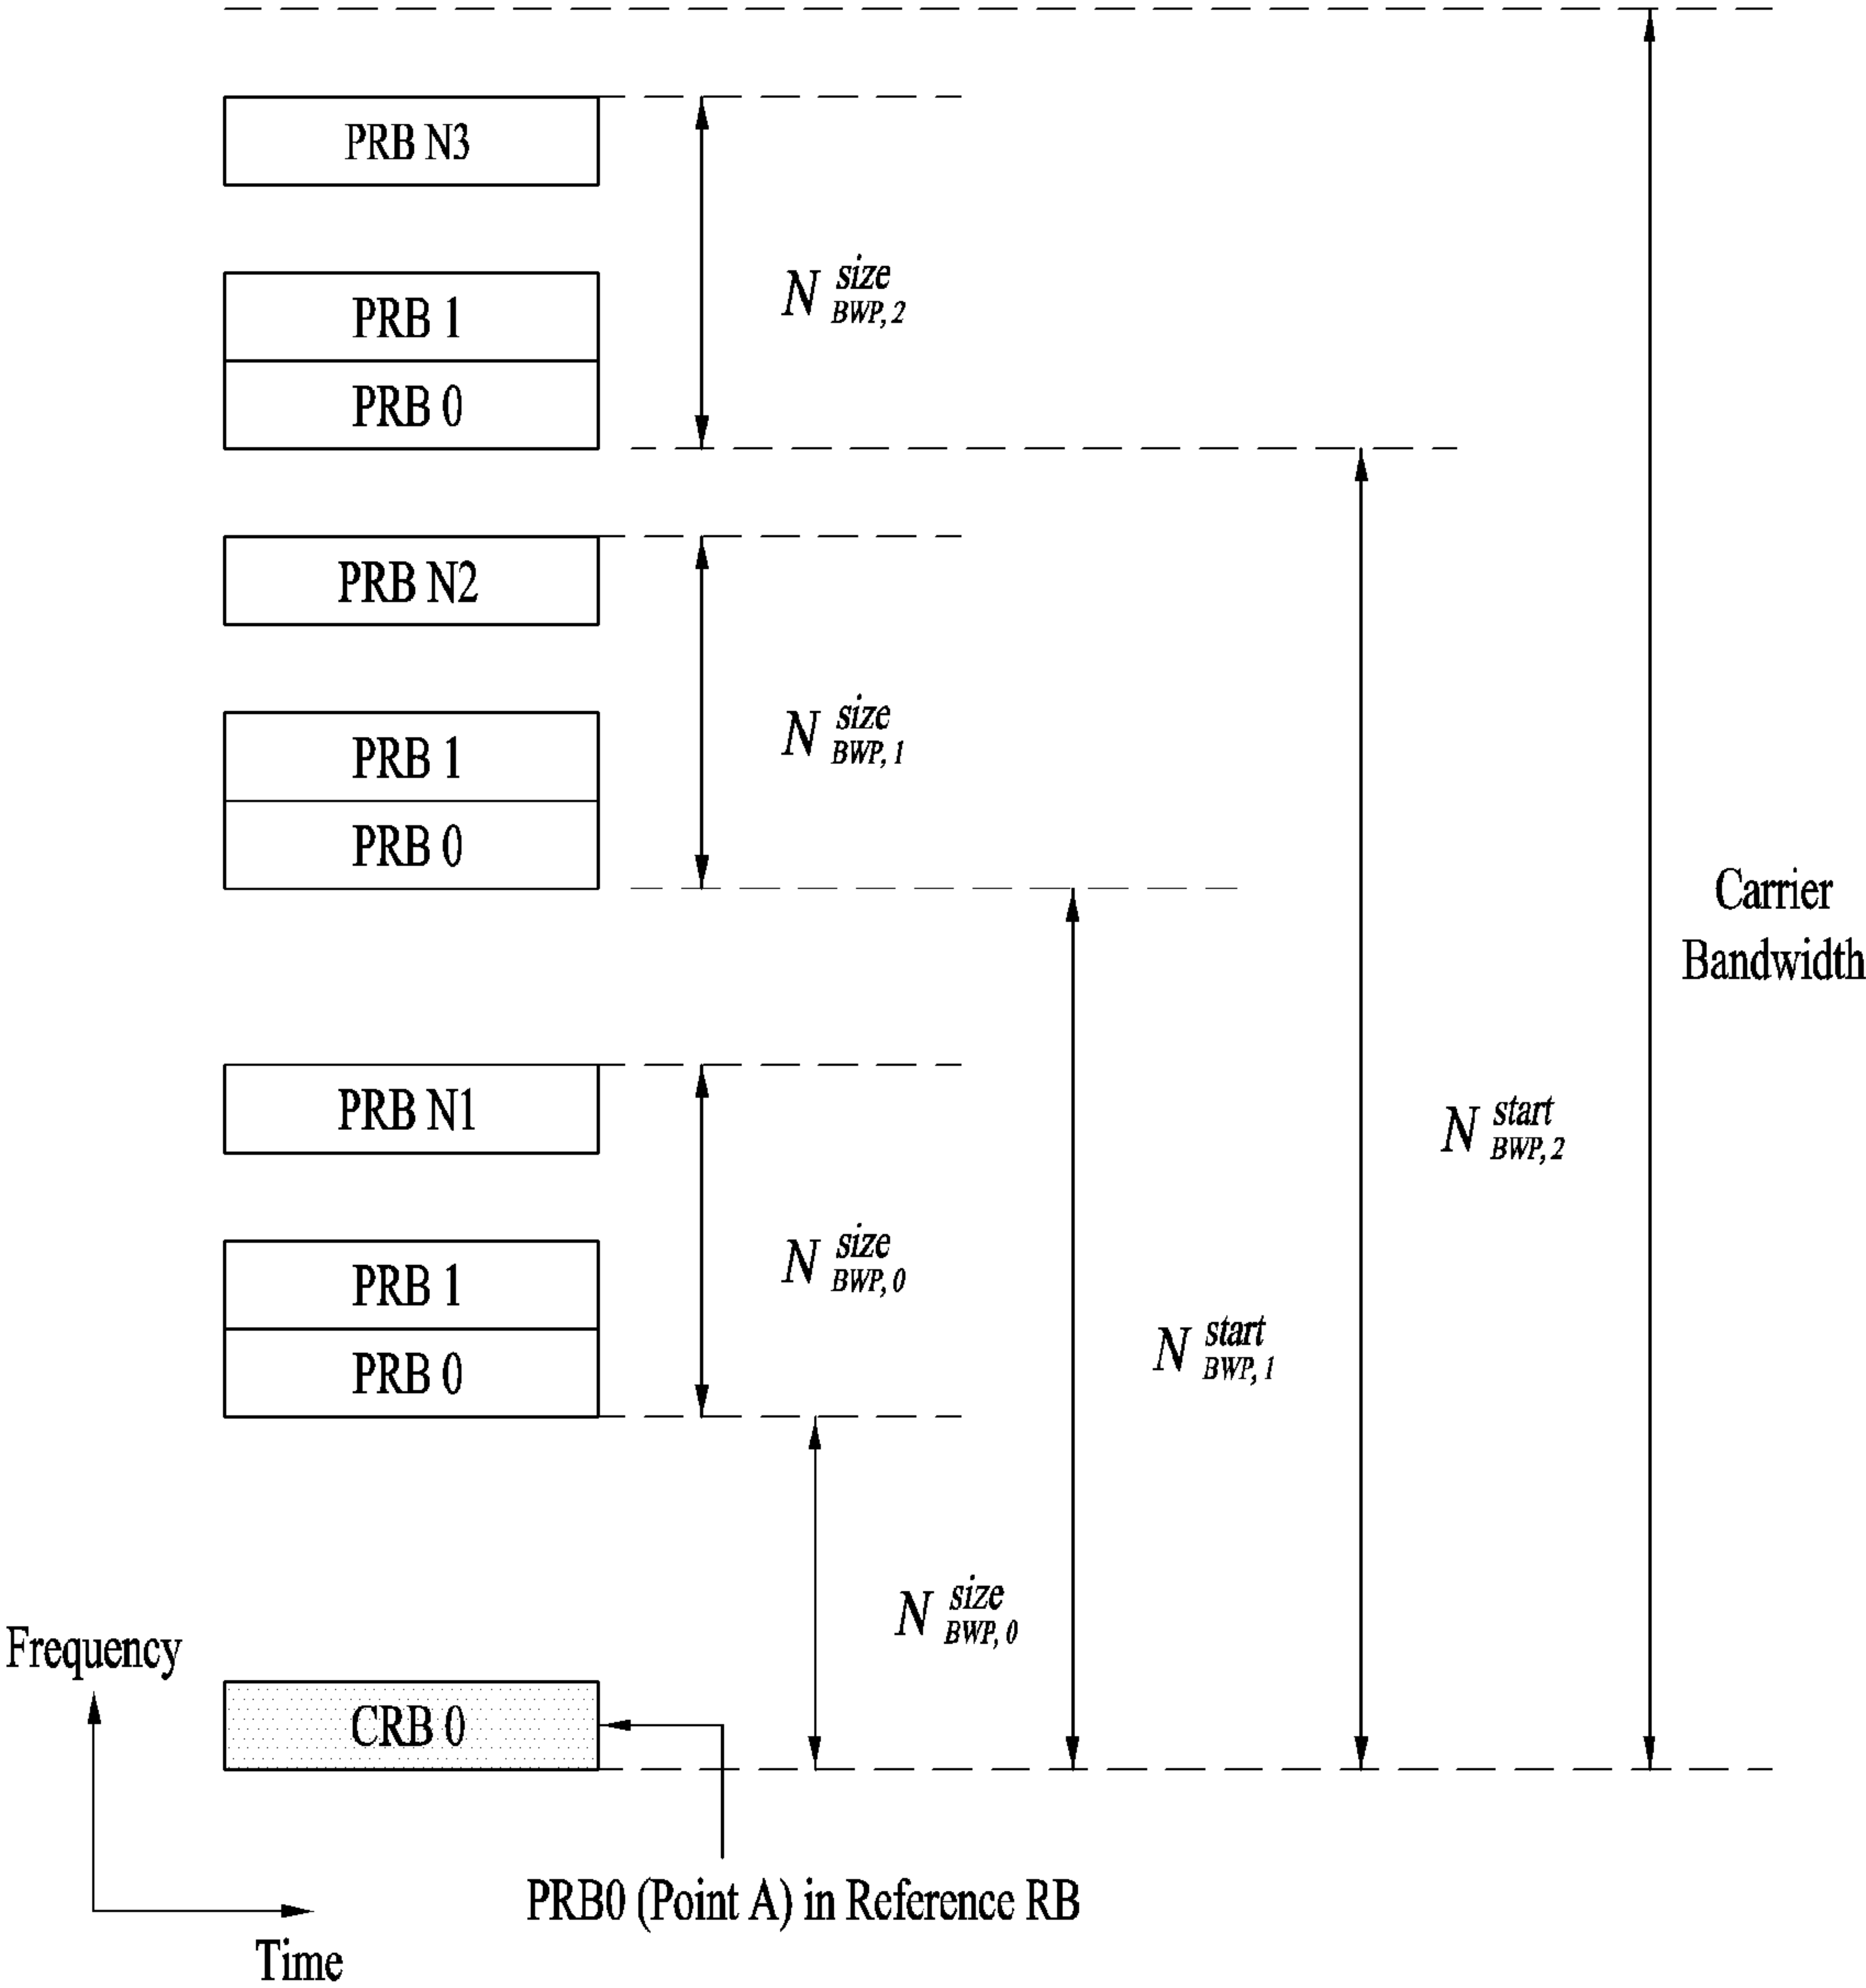 PRB N3
PRB 1
PRB 0
N size BWP, 2
PRB N2
PRB 1
PRB 0
N size BWP, 1
Carrier
Bandwidth
PRB N1
PRB 1
PRB 0
N size BWP, 0
N start BWP, 2
N start BWP, 1
N size BWP, 0
Frequency
CRB 0
PRB0 (Point A) in Reference RB
Time